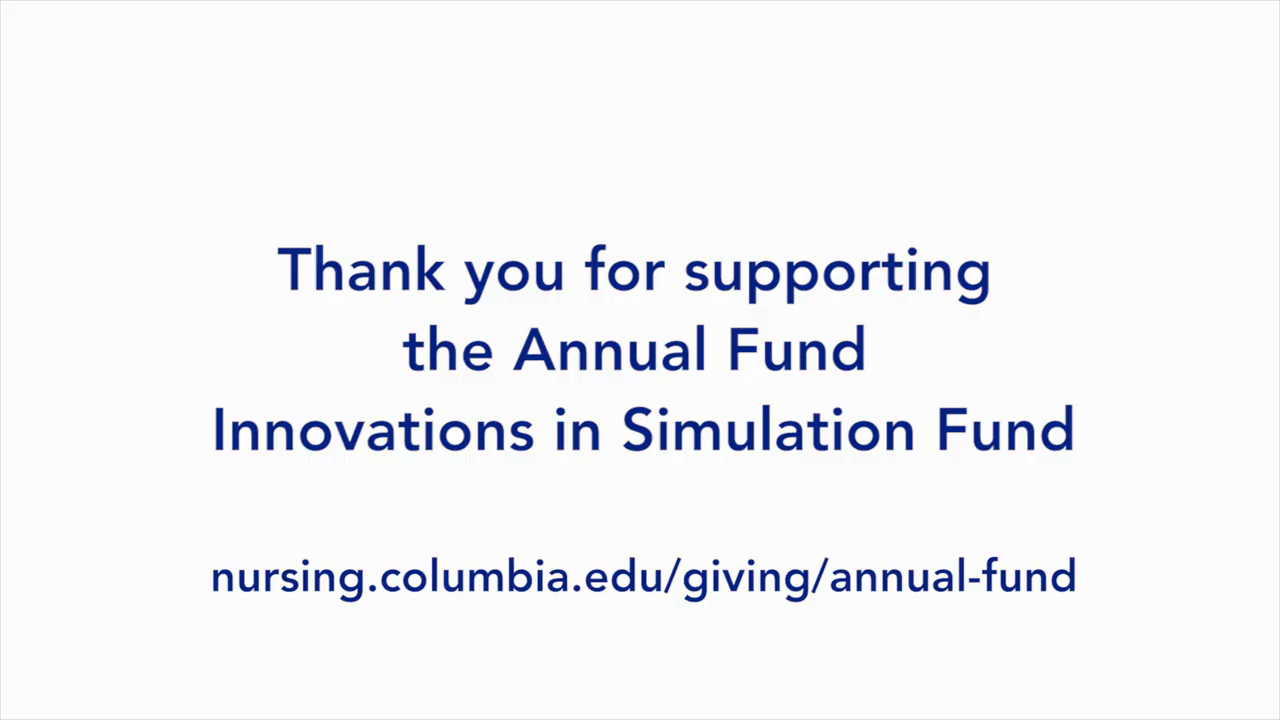 Thank you for supporting
the Annual Fund
Innovations in Simulation Fund
nursing.columbia.edu/giving/annual-fund